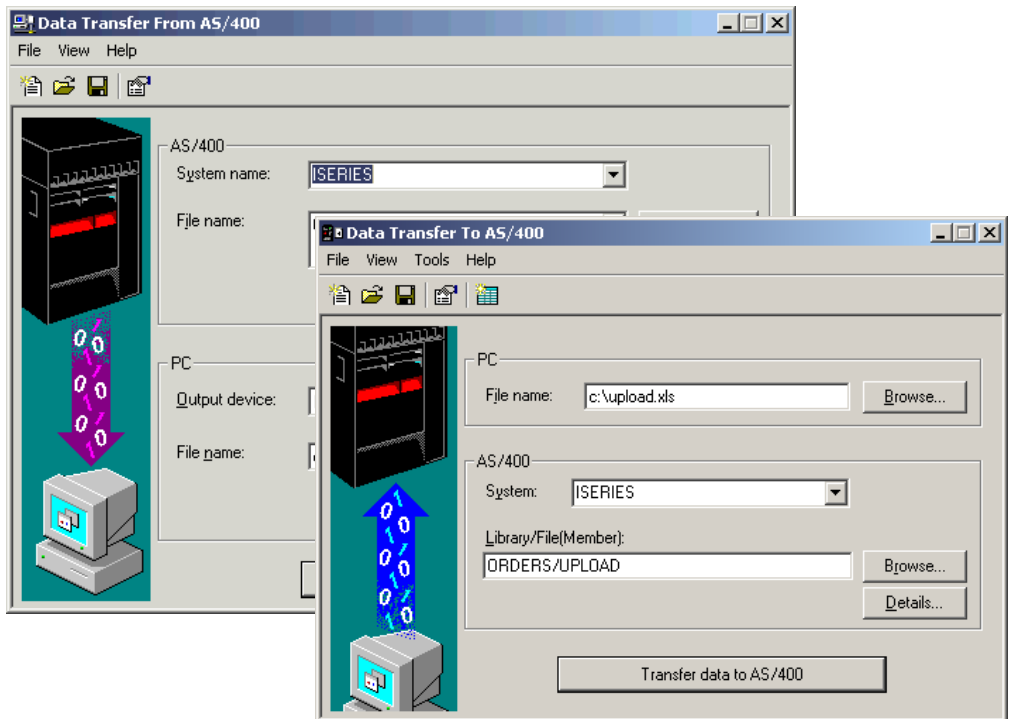 Data Transfer From AS/400
File View Help
AS/400
System name: ISERIES
File name:
PC
Output device:
File name:
Data Transfer To AS/400
File View Tools Help
PC
File name: c:\upload.xls Browse...
AS/400
System: ISERIES
Library/File(Member):
ORDERS/UPLOAD Browse...
Details...
Transfer data to AS/400